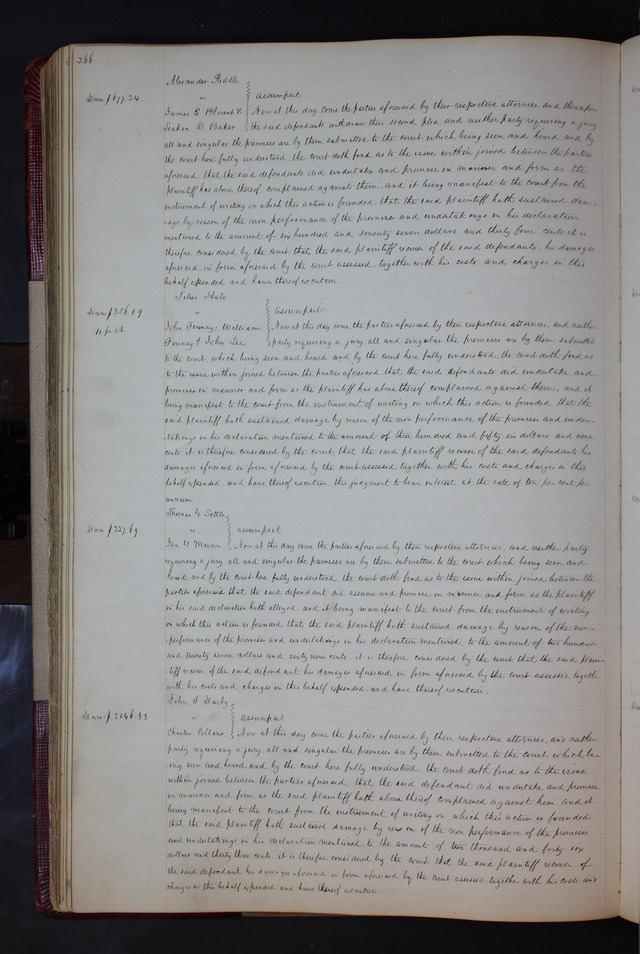 366
Alexander Riddle
Dam $677.34 " assumpsit
James E Blount & Now at this day come the parties aforesaid by their respective attornies, and thereupon
Baker the said defendants withdraw their second plea, and neither party requiring a jury
all and singular the premises are by them submitted to the court which being seen and heard and by
the court here fully understood, the court doth find as to the issue within joined between the parties
aforesaid, that the said defendants did undertake and promise in manner and form as the
plaintiff has above thereof complained against them, and it being manifest to the court from the
instrument of writing on which this action is founded, that the said plaintiff hath sustained dam-
-age by reason of the non performance of the promises and undertakings in his declaration
mentioned to the amount of six hundred and seventy seven dollars and thirty four cents it is
therefore considered by the court that the said plaintiff recover of the said defendants, his damages
aforesaid, in form aforesaid by the court assessed, together with his costs and charges in this
behalf expended and have thereof execution
Silas Hale
Dam $356.09 " assumpsit
10 pr ct John Finney, Williams Now at this day come the parties aforesaid by their respective attornies, and neither
Finney & John Lee party requiring a jury all and singular the premises are by them submitted
to the court, which being seen and heard and by the court here fully understood, the court doth find as
to the issue within joined between the parties aforesaid that the said defendants did undertake and
promise in manner and form as the plaintiff has above thereof complained against them, and it
being manifest to the court from the instrument of writing on which this action is founded, that the
said plaintiff hath sustained damage by reason of the non performance of the promises and under-
-takings in his declaration mentioned to the amount of three hundred and fifty six dollars and nine
cents it is therefore considered by the court, that the said plaintiff recover of the said defendants his
damages aforesaid in form aforesaid by the court assessed, together with his costs and charges in this
behalf expended, and have thereof execution, this judgment to bear interest at the rate of ten per cent per
annum
Thomas G Settle
Dam $227.69 " assumpsit
Ira G Munn Now at this day come the parties aforesaid by their respective attornies, and neither party
requiring a jury all and singular the premises are by them submitted to the court which being seen and
heard and by the court here fully understood, the court doth find as to the issue within joined between the
parties aforesaid that the said defendant did assume and promise in manner and form as the plaintiff
in his said declaration hath alleged, and it being manifest to the court from the instrument of writing
on which this action is founded, that the said plaintiff hath sustained damage by reason of the non
performance of the promises and undertakings in his declaration mentioned, to the amount of two hundred
and twenty seven dollars and sixty nine cents, it is therefore considered by the court that the said plain-
-tiff recover of the said defendant his damages aforesaid in form aforesaid by the court assessed, together
with his costs and charges in this behalf expended, and have thereof execution.
John T Darby
Dam $2046.33 " assumpsit
Charles Collins Now at this day come the parties aforesaid by their respective attornies, and neither
party requiring a jury all and singular the premises are by them submitted to the court, which be-
-ing seen and heard and by the court here fully understood, the court doth find as to the issue
within joined between the parties aforesaid, that the said defendant did undertake and promise
in manner and form as the said plaintiff hath above thereof complained against him, and it
being manifest to the court from the instrument of writing on which this action is founded
that the said plaintiff hath sustained damage by reason of the non performance of the promises
and undertakings in his declaration mentioned to the amount of two thousand and forty six
dollars and thirty three cents, it is therefore considered by the court that the said plaintiff recover of
the said defendant his damages aforesaid in form aforesaid by the court assessed, together with his costs and
charges in this behalf expended and have thereof execution.